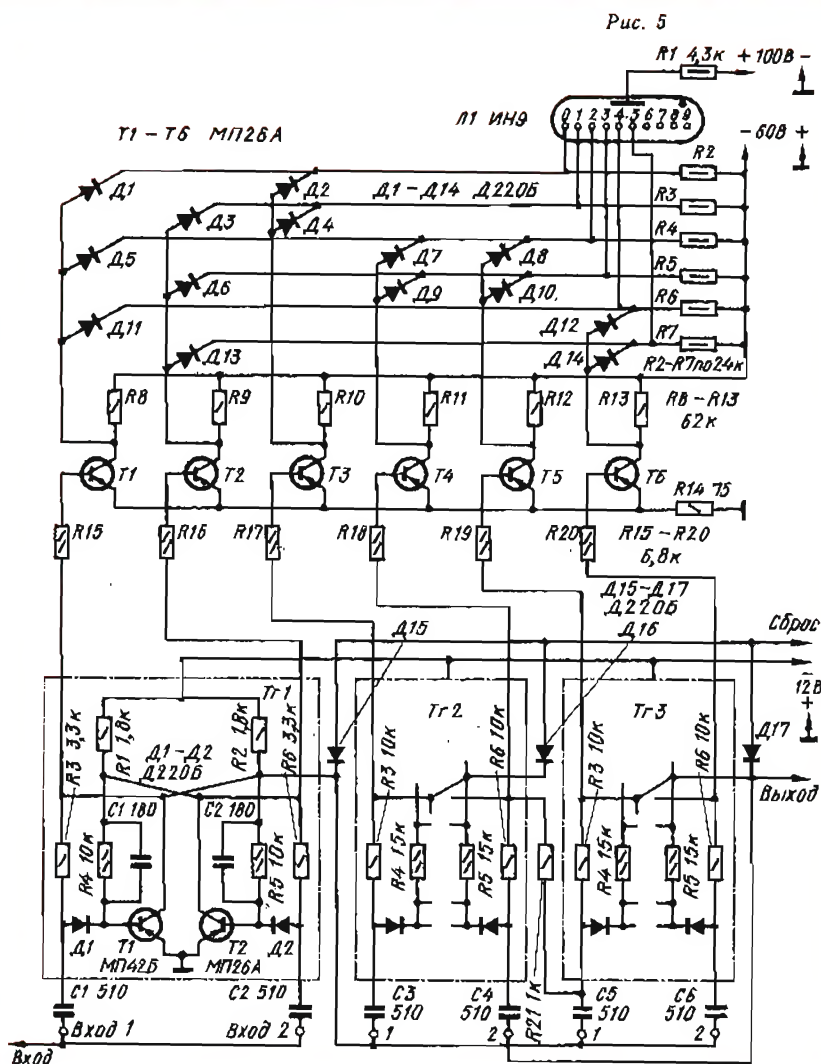 Рис. 5
R1 4,3к +100В -
Л1 ИН9
0 1 2 3 4 5 6 7 8 9
Т1 - Т6 МП26А
- 60В +
Д1
Д2
Д1-Д14 Д220Б
R2
Д3
Д4
R3
R4
Д5
Д7
Д8
R5
Д6
Д9
Д10
R6
Д11
Д12
R7
Д13
Д14
R2-R7 по 24к
R8
R9
R10
R11
R12
R13
R8-R13
62к
Т1
Т2
Т3
Т4
Т5
Т6
R14 75
R15
R16
R17
R18
R19
R20
R15-R20
6,8к
Д15-Д17
Д220Б
Д15
Д16
Сброс
12В
+
Тг1
Тг2
Тг3
Д17
R3 3,3к
R1 1,8к
R2 1,8к
R6 3,3к
Д1-Д2
Д220Б
R3 10к
R6 10к
R3 10к
R6 10к
Выход
C1 180
C2 180
R4 10к
R5 10к
R4 15к
R5 15к
R21 1к
R4 15к
R5 15к
Д1
Т1
Т2
Д2
МП42Б
МП26А
C1 510
C2 510
C3
510
C4
510
C5
510
C6
510
Вход 1
Вход 2
1
2
1
2
Вход